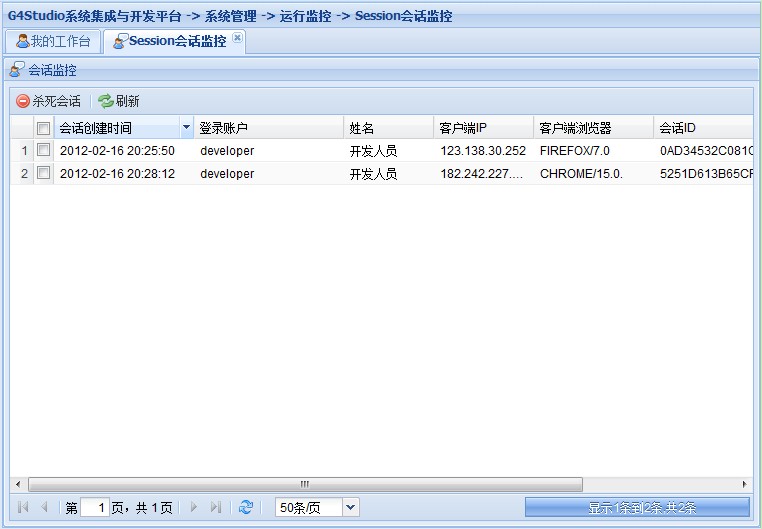 G4Studio系统集成与开发平台 -> 系统管理 -> 运行监控 -> Session会话监控
我的工作台 Session会话监控
会话监控
杀死会话 刷新
会话创建时间 登录账户 姓名 客户端IP 客户端浏览器 会话ID
1 2012-02-16 20:25:50 developer 开发人员 123.138.30.252 FIREFOX/7.0 0AD34532C081C
2 2012-02-16 20:28:12 developer 开发人员 182.242.227.... CHROME/15.0. 5251D613B65CF
第 1 页，共 1 页 50条/页 显示1条到2条,共2条